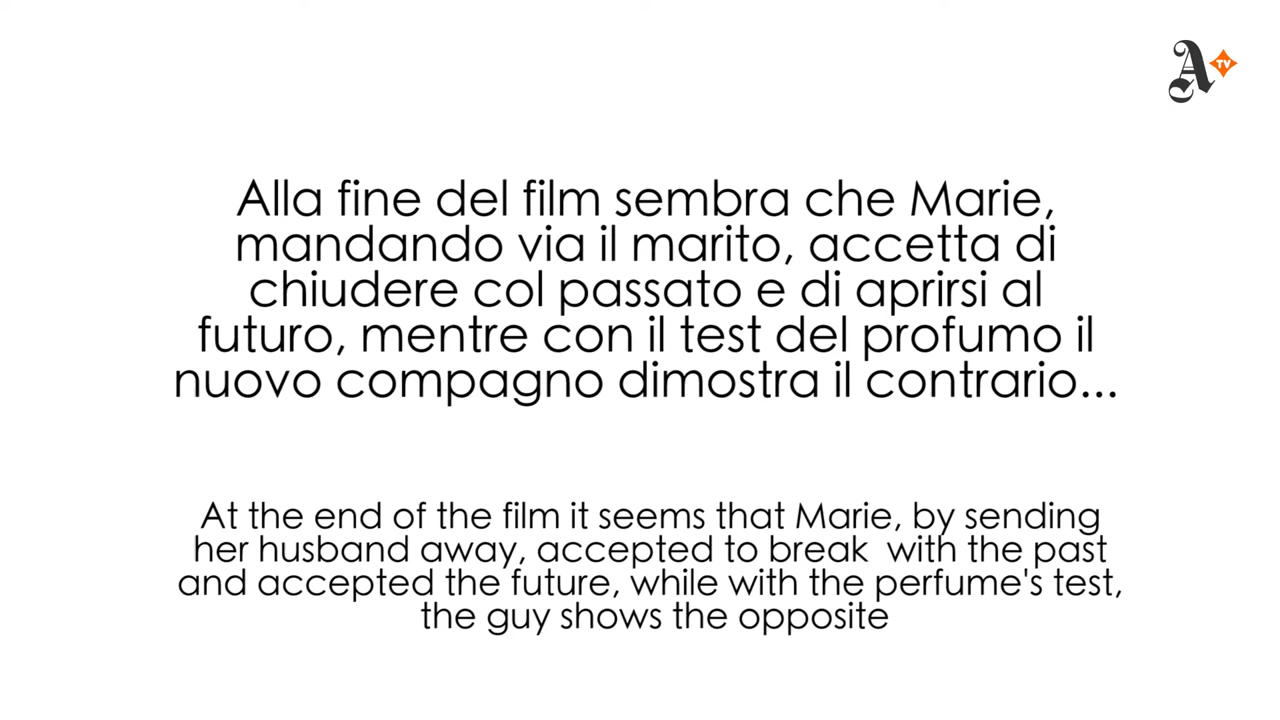 A TV
Alla fine del film sembra che Marie,
mandando via il marito, accetta di
chiudere col passato e di aprirsi al
futuro, mentre con il test del profumo il
nuovo compagno dimostra il contrario...
At the end of the film it seems that Marie, by sending
her husband away, accepted to break  with the past
and accepted the future, while with the perfume's test,
the guy shows the opposite